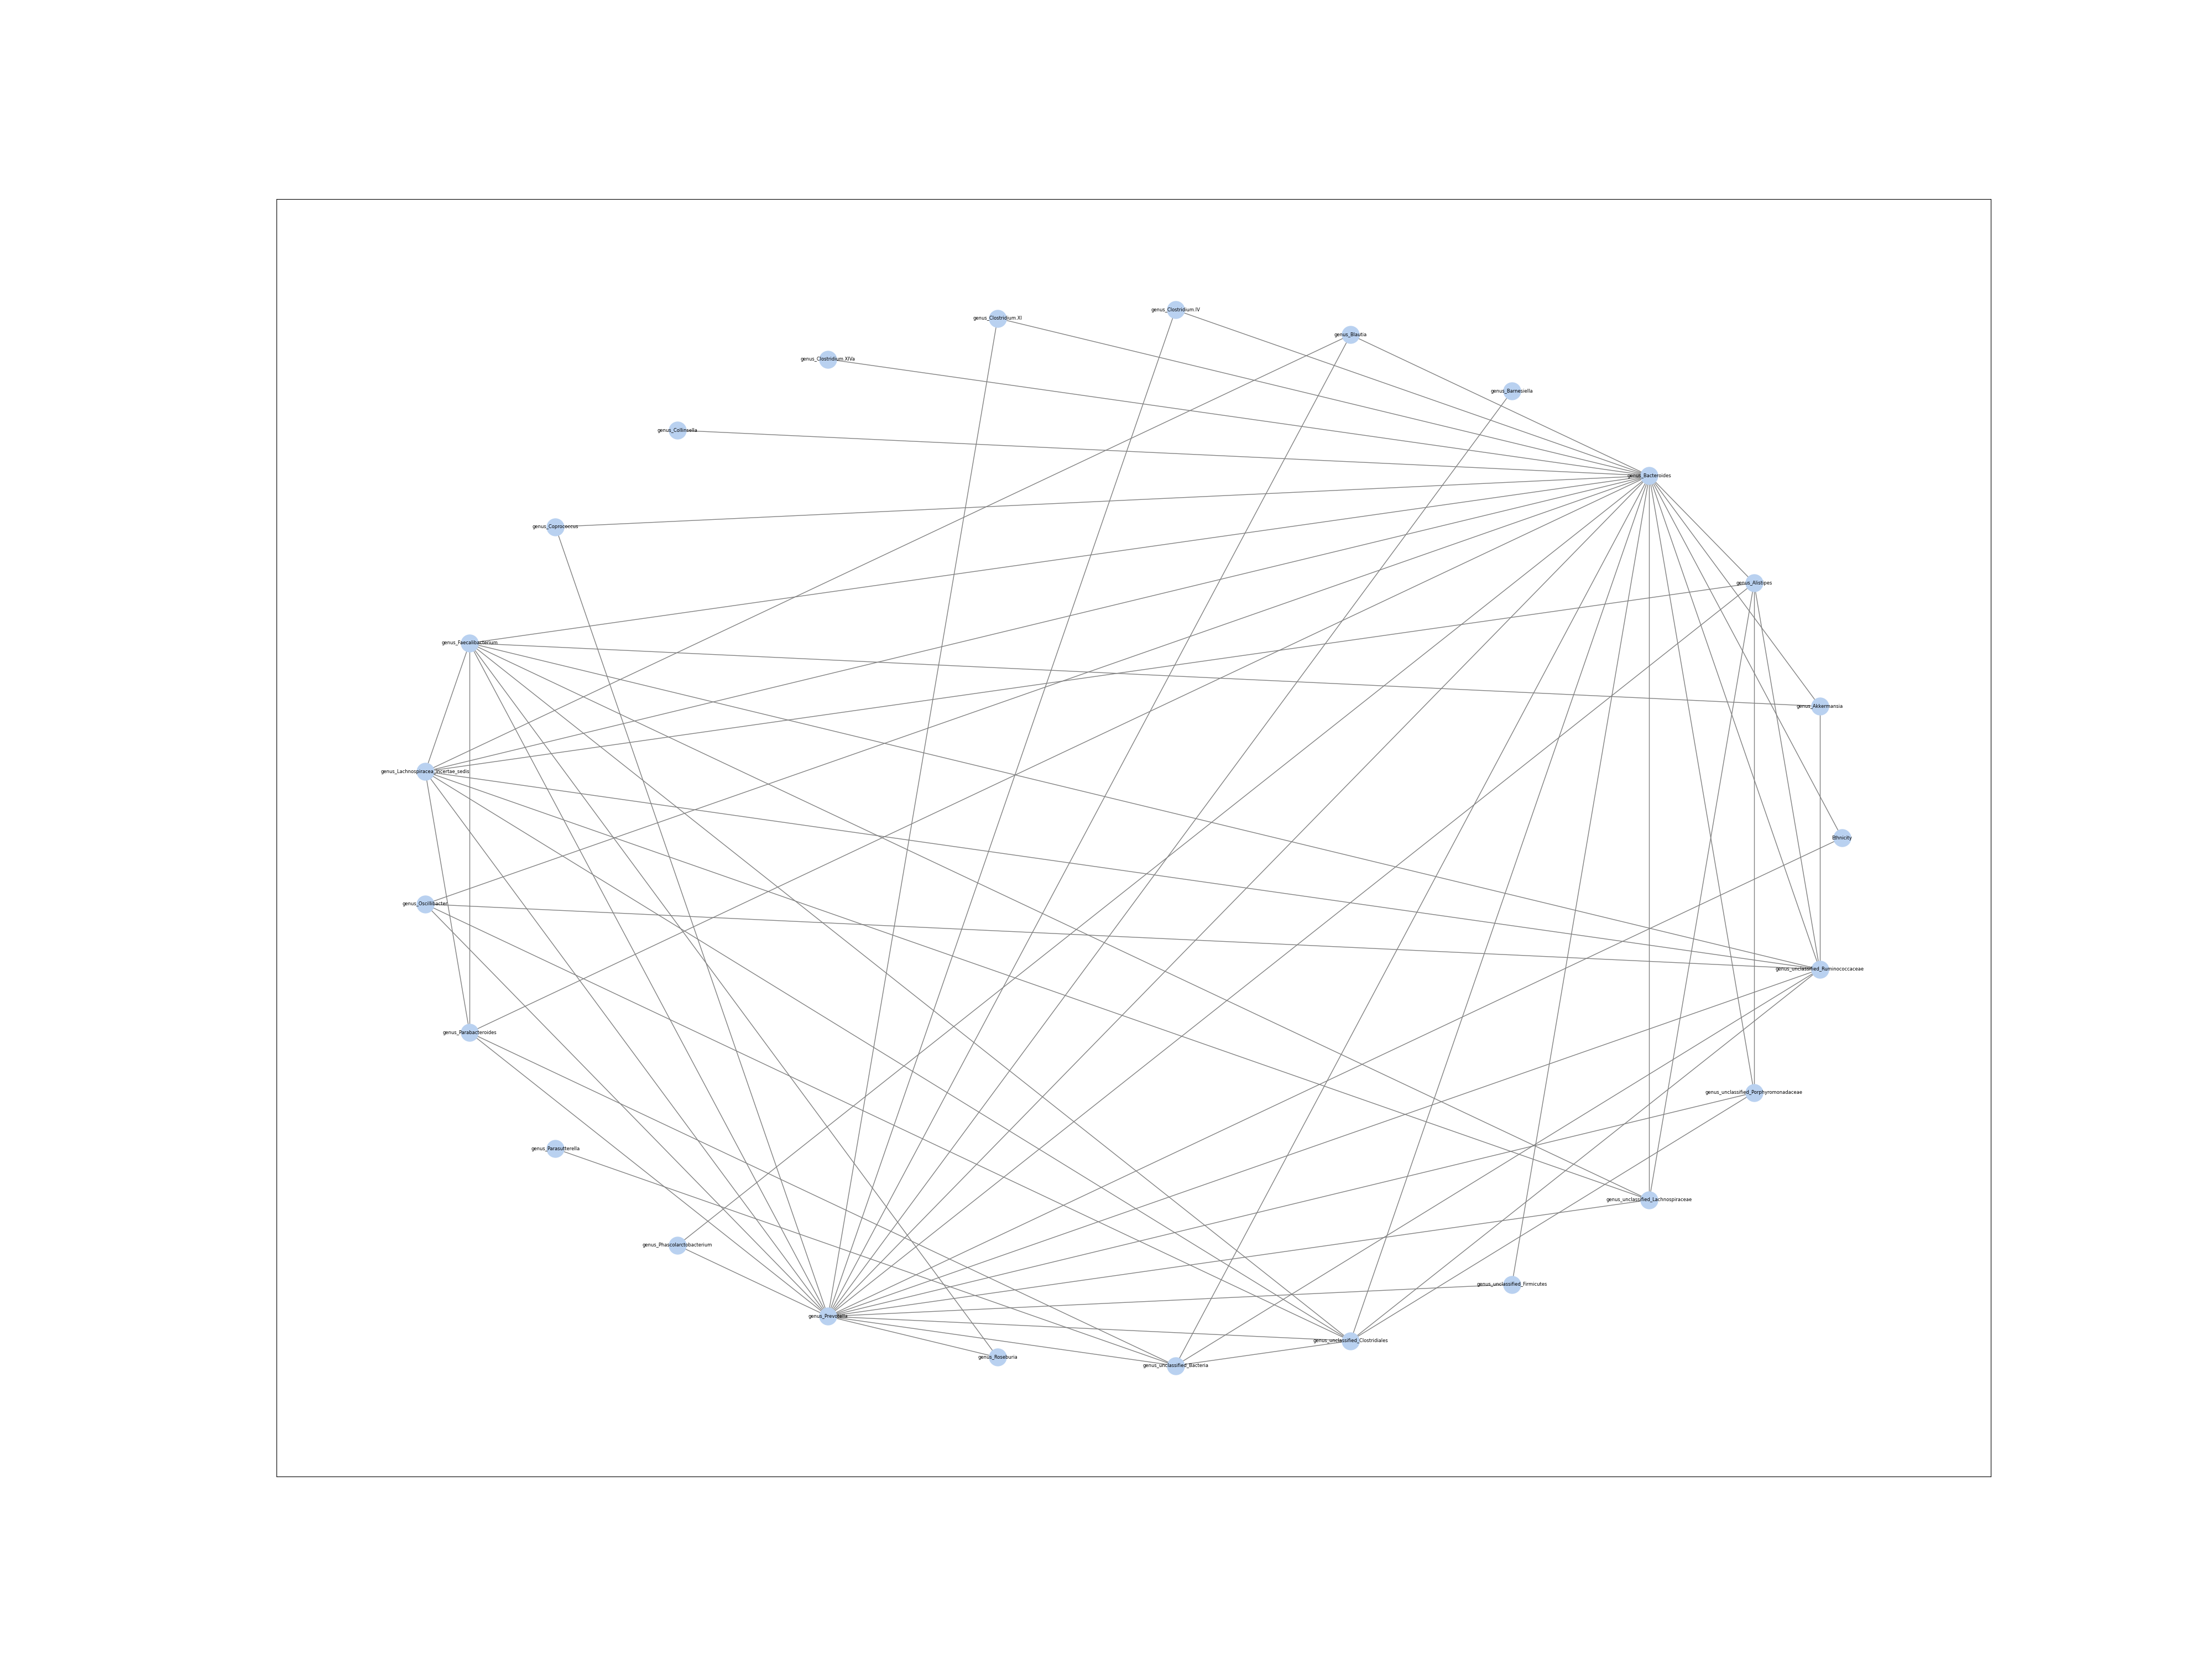 genus_Clostridium.IV
genus_Clostridium.XI
genus_Blautia
genus_Clostridium.XIVa
genus_Barnesiella
genus_Collinsella
genus_Bacteroides
genus_Coprococcus
genus_Alistipes
genus_Faecalibacterium
genus_Akkermansia
genus_Lachnospiracea_incertae_sedis
Ethnicity
genus_Oscillibacter
genus_unclassified_Ruminococcaceae
genus_Parabacteroides
genus_unclassified_Porphyromonadaceae
genus_Parasutterella
genus_unclassified_Lachnospiraceae
genus_Phascolarctobacterium
genus_unclassified_Firmicutes
genus_Prevotella
genus_unclassified_Clostridiales
genus_Roseburia
genus_unclassified_Bacteria